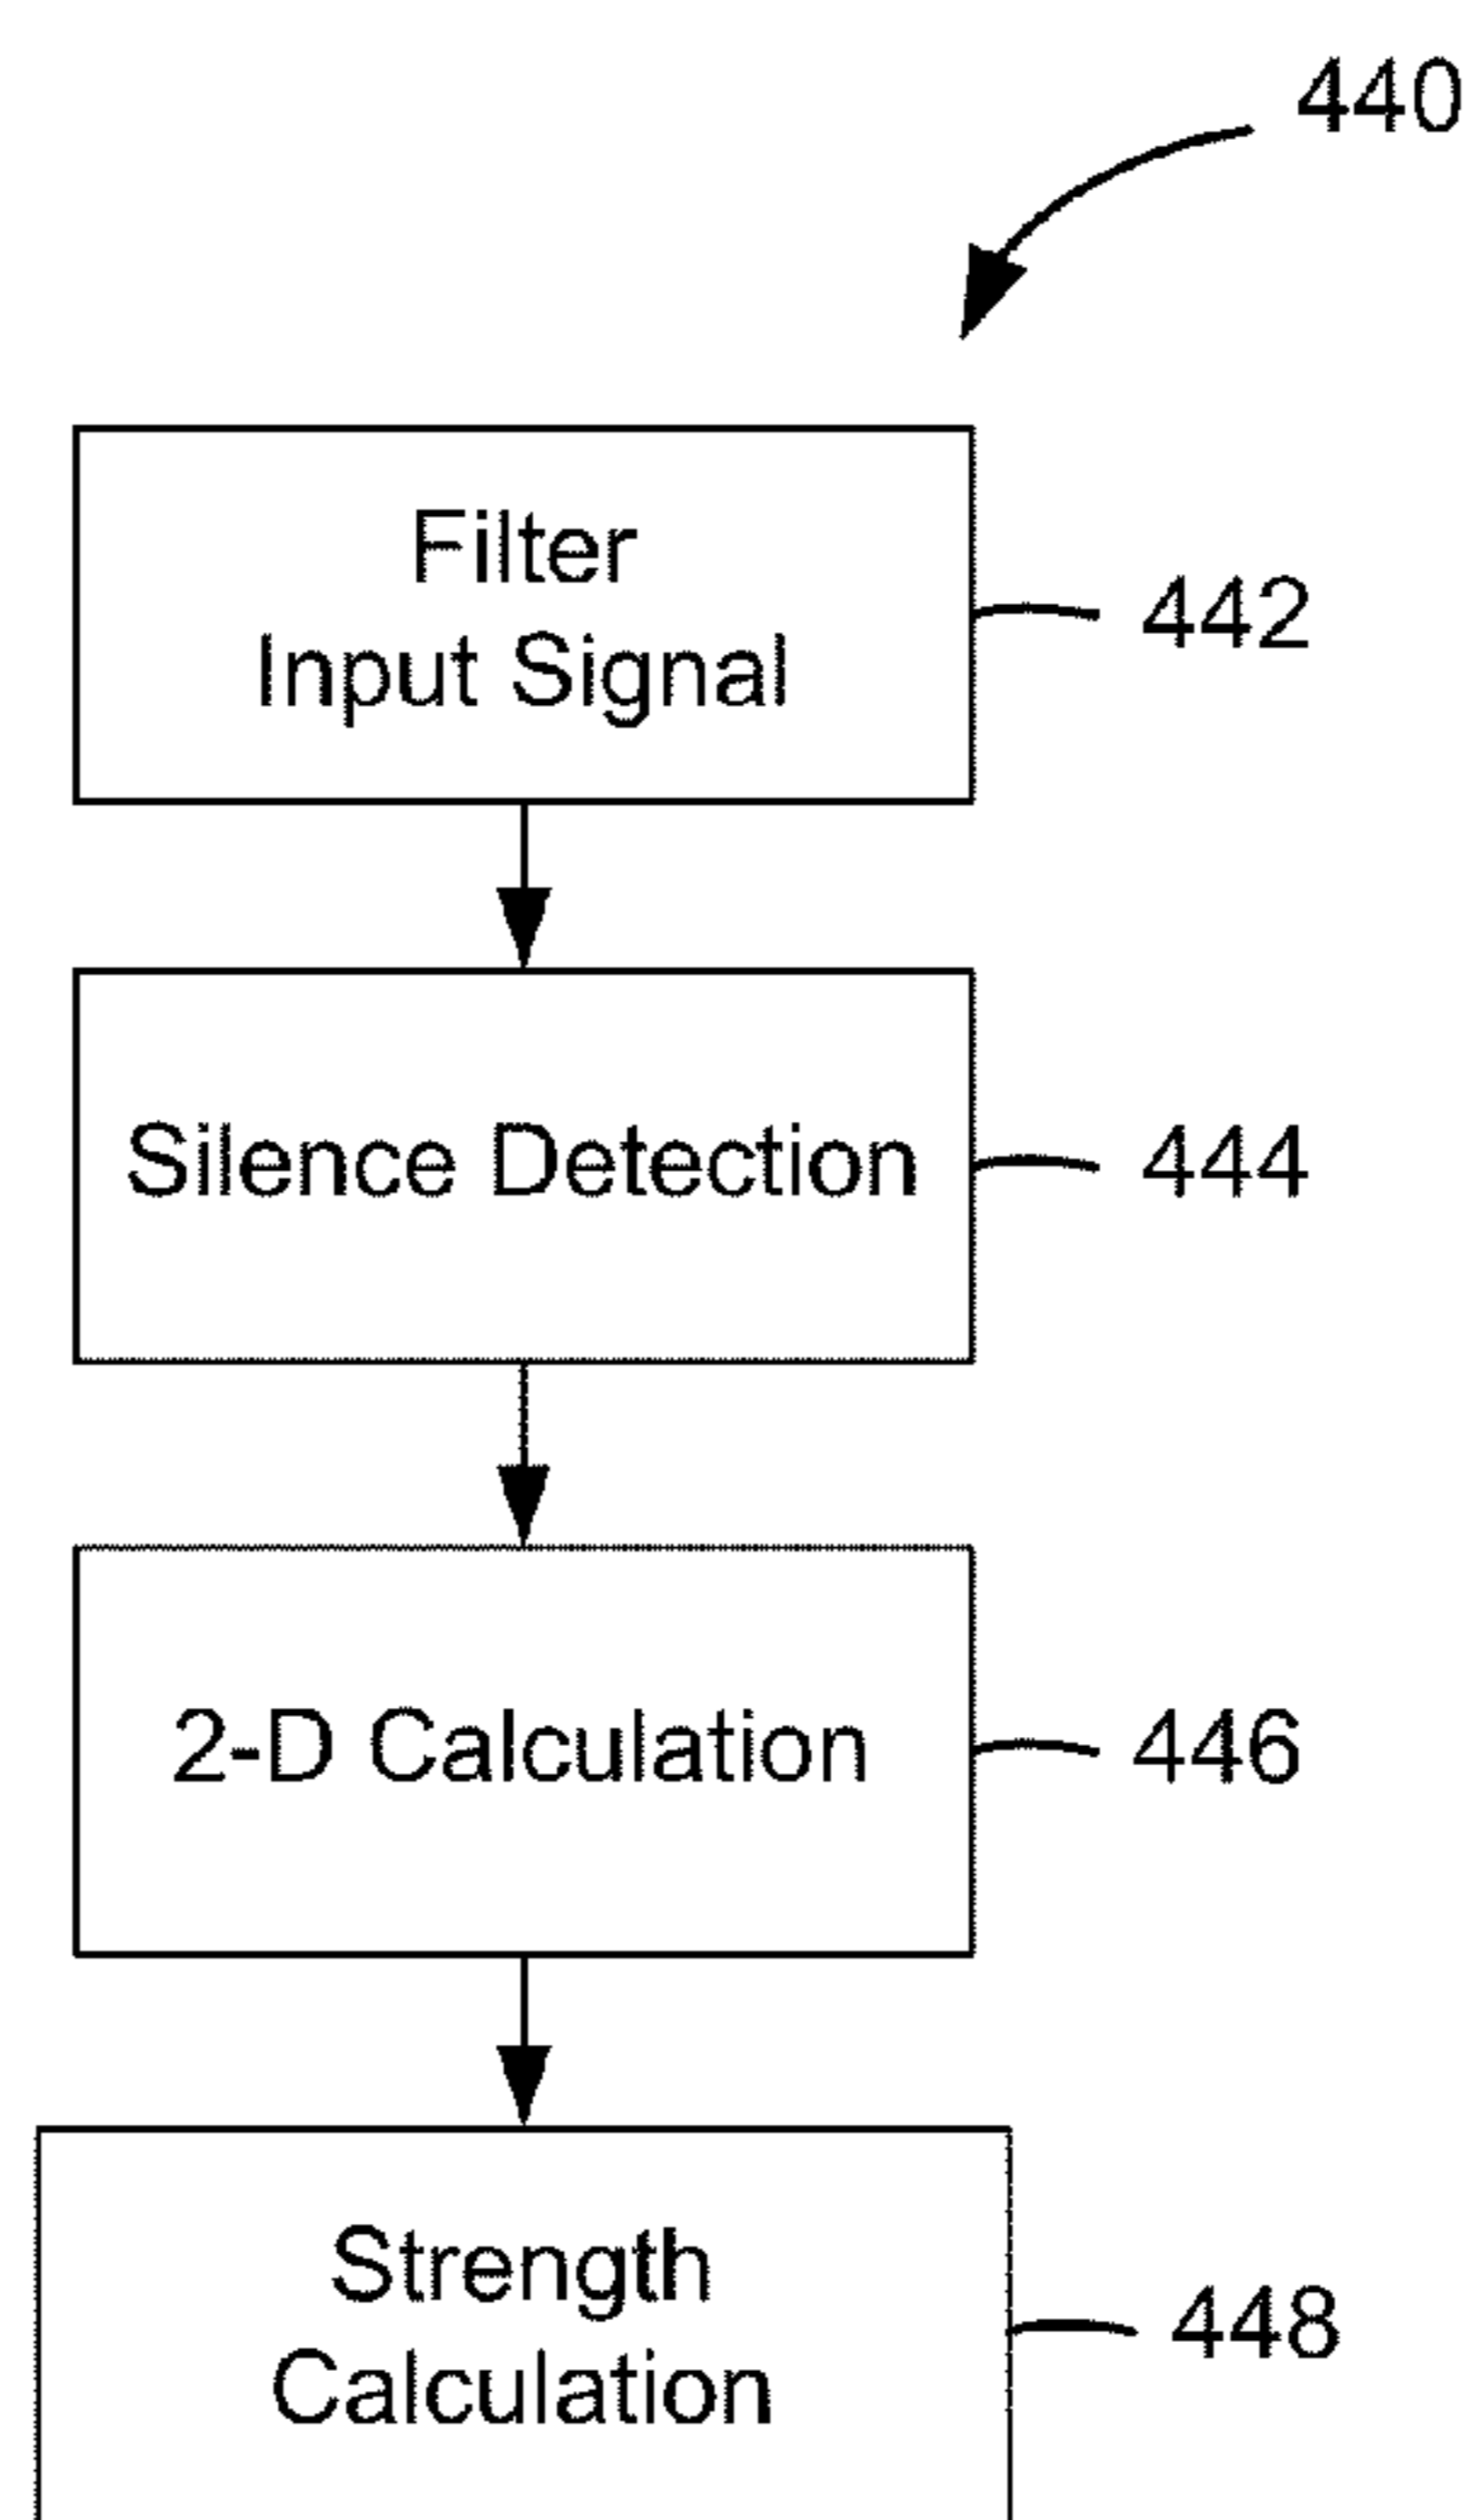 440
Filter
Input Signal
442
Silence Detection
444
2-D Calculation
446
Strength
Calculation
448